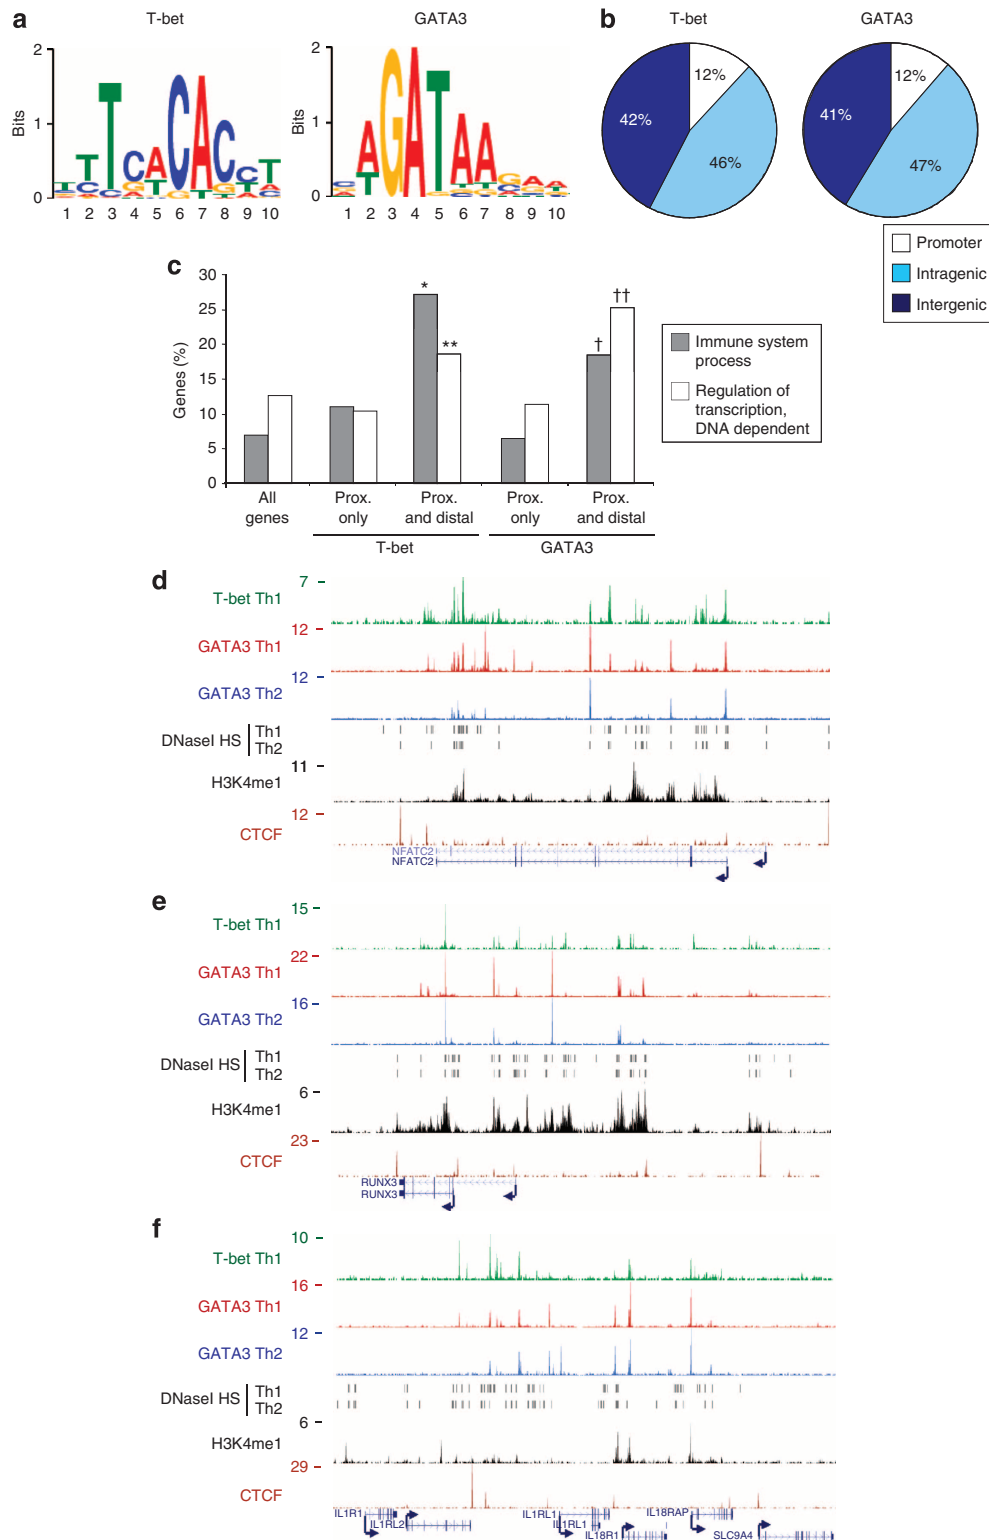 a
T-bet
GATA3
2
1
0
Bits
1 2 3 4 5 6 7 8 9 10
2
1
0
Bits
1 2 3 4 5 6 7 8 9 10
b
T-bet
GATA3
12%
46%
42%
12%
47%
41%
Promoter
Intragenic
Intergenic
c
30
25
20
15
10
5
0
Genes (%)
*
**
†
††
All genes
Prox. only
Prox. and distal
Prox. only
Prox. and distal
T-bet
GATA3
Immune system
process
Regulation of
transcription,
DNA dependent
d
7
T-bet Th1
12
GATA3 Th1
12
GATA3 Th2
DNaseI HS
Th1
Th2
11
H3K4me1
12
CTCF
NFATC2
NFATC2
e
15
T-bet Th1
22
GATA3 Th1
16
GATA3 Th2
DNaseI HS
Th1
Th2
6
H3K4me1
23
CTCF
RUNX3
RUNX3
f
10
T-bet Th1
16
GATA3 Th1
12
GATA3 Th2
DNaseI HS
Th1
Th2
6
H3K4me1
29
CTCF
IL1R1
IL1RL2
IL1RL1
IL1RL1
IL18R1
IL18RAP
SLC9A4